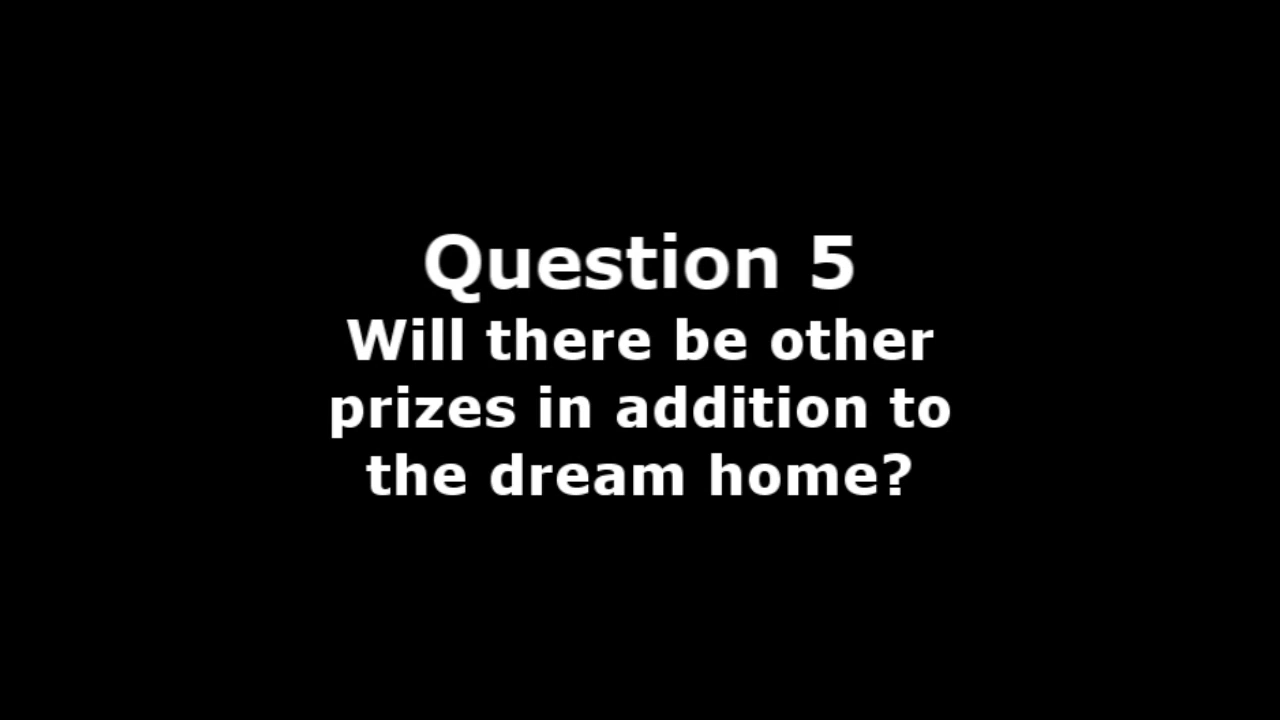 Question 5
Will there be other
prizes in addition to
the dream home?